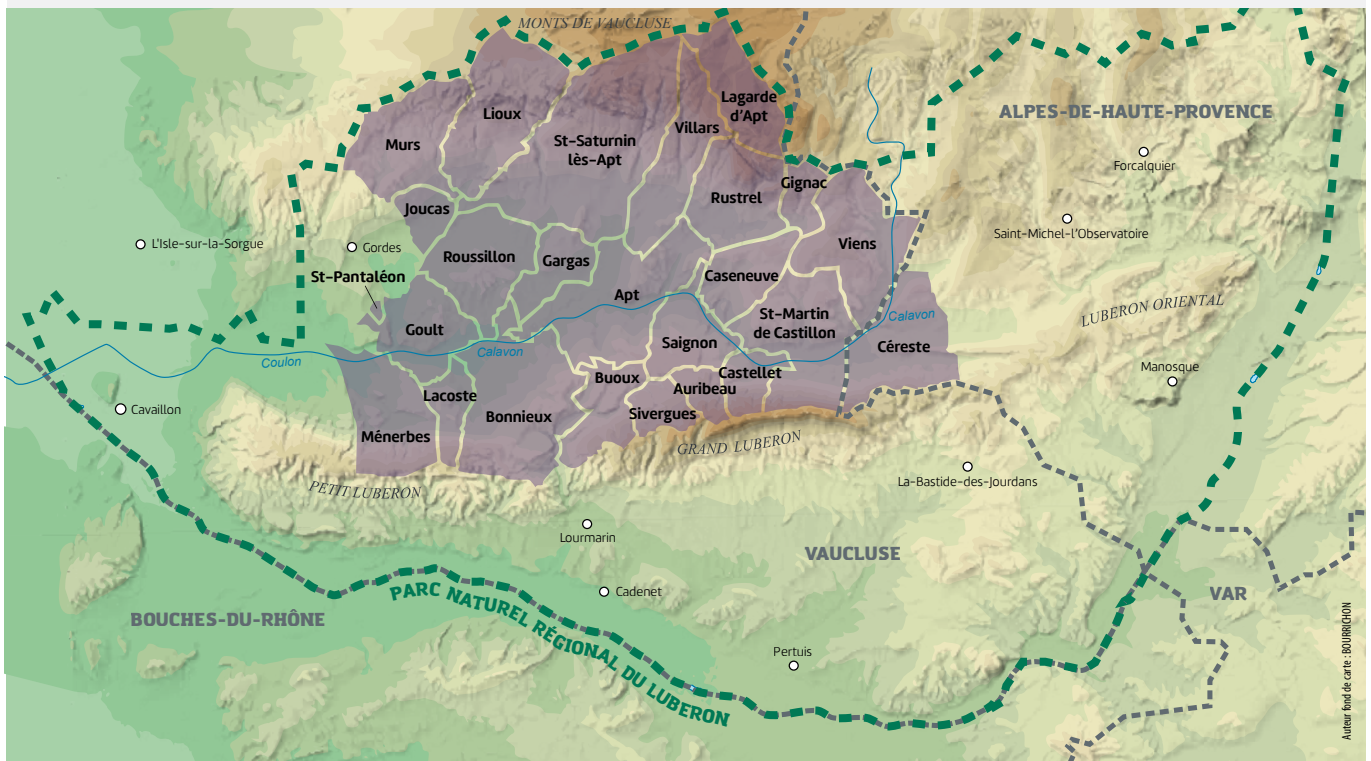 MONTS DE VAUCLUSE
Lagarde
d'Apt
Lioux
ALPES-DE-HAUTE-PROVENCE
Villars
Murs
St-Saturnin
lès-Apt
Forcalquier
Gignac
Rustrel
Joucas
Saint-Michel-l'Observatoire
L'Isle-sur-la-Sorgue
Gordes
Viens
Roussillon
Gargas
St-Pantaléon
Caseneuve
Apt
LUBERON ORIENTAL
St-Martin
de Castillon
Calavon
Goult
Saignon
Céreste
Calavon
Coulon
Manosque
Castellet
Buoux
Auribeau
Lacoste
Cavaillon
Sivergues
Bonnieux
Ménerbes
GRAND LUBERON
La-Bastide-des-Jourdans
PETIT LUBERON
Lourmarin
VAUCLUSE
Cadenet
VAR
PARC NATUREL RÉGIONAL DU LUBERON
BOUCHES-DU-RHÔNE
Pertuis
Auteur fond de carte : BOURRICHON